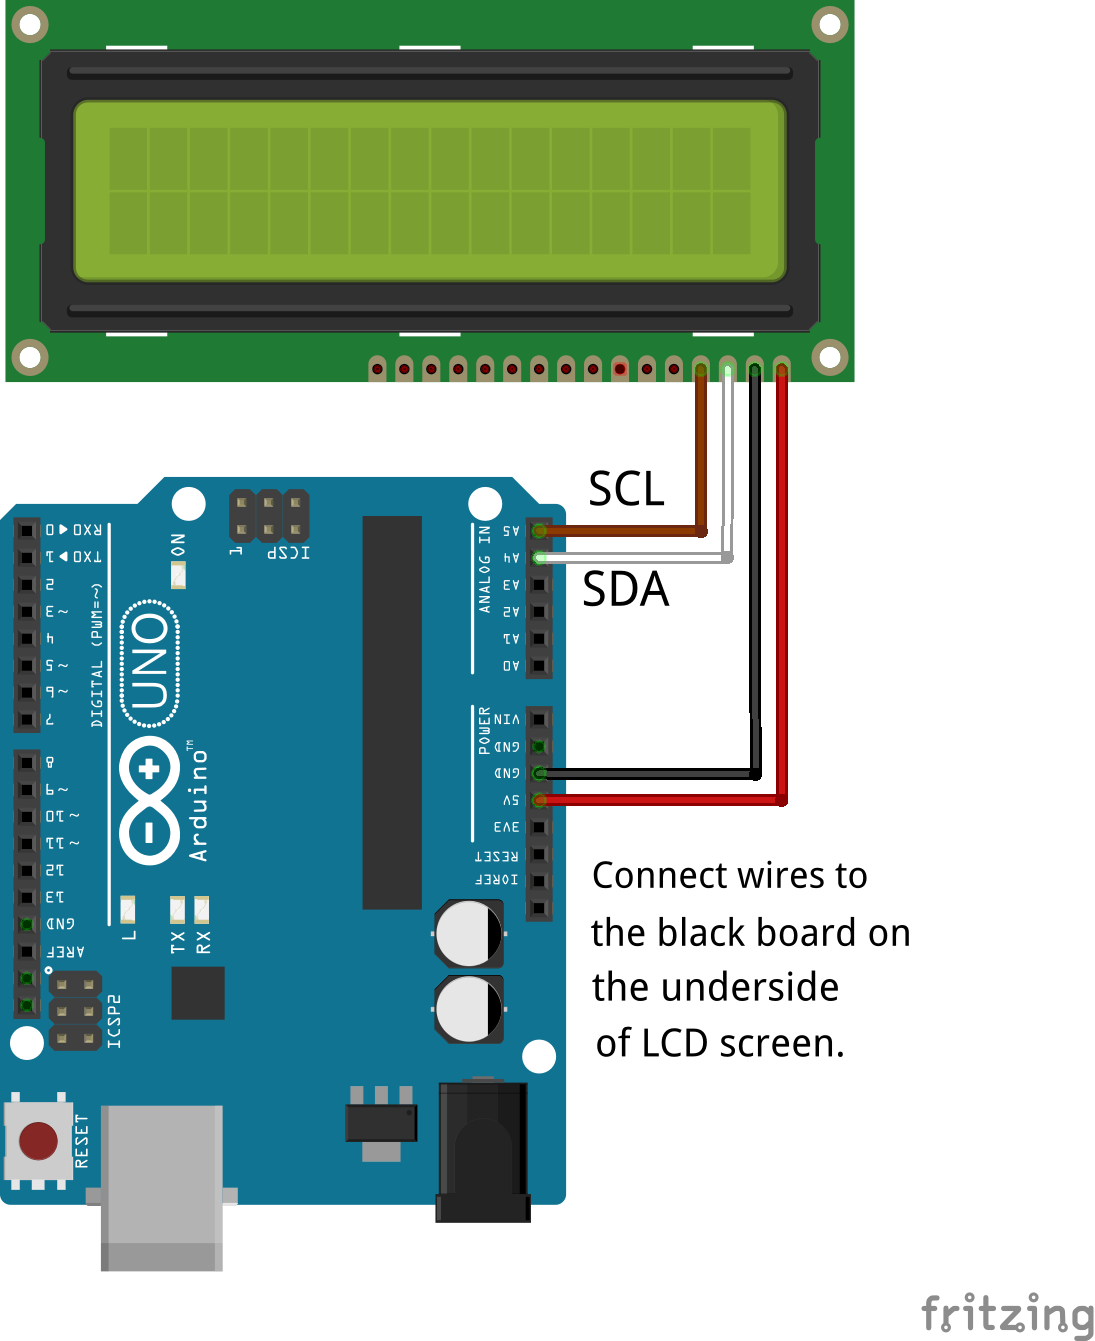 SCL
SDA
RX0 ◀ 0
TX0 ▶ 1
2
~3
4
~5
~6
7
DIGITAL (PWM=~)
8
~9
~10
~11
12
13
GND
AREF
ON
1
ICSP
UNO
Arduino™
L
TX
RX
ICSP2
RESET
ANALOG IN
A5
A4
A3
A2
A1
A0
POWER
VIN
GND
GND
5V
3V3
RESET
IOREF
Connect wires to
the black board on
the underside
of LCD screen.
fritzing